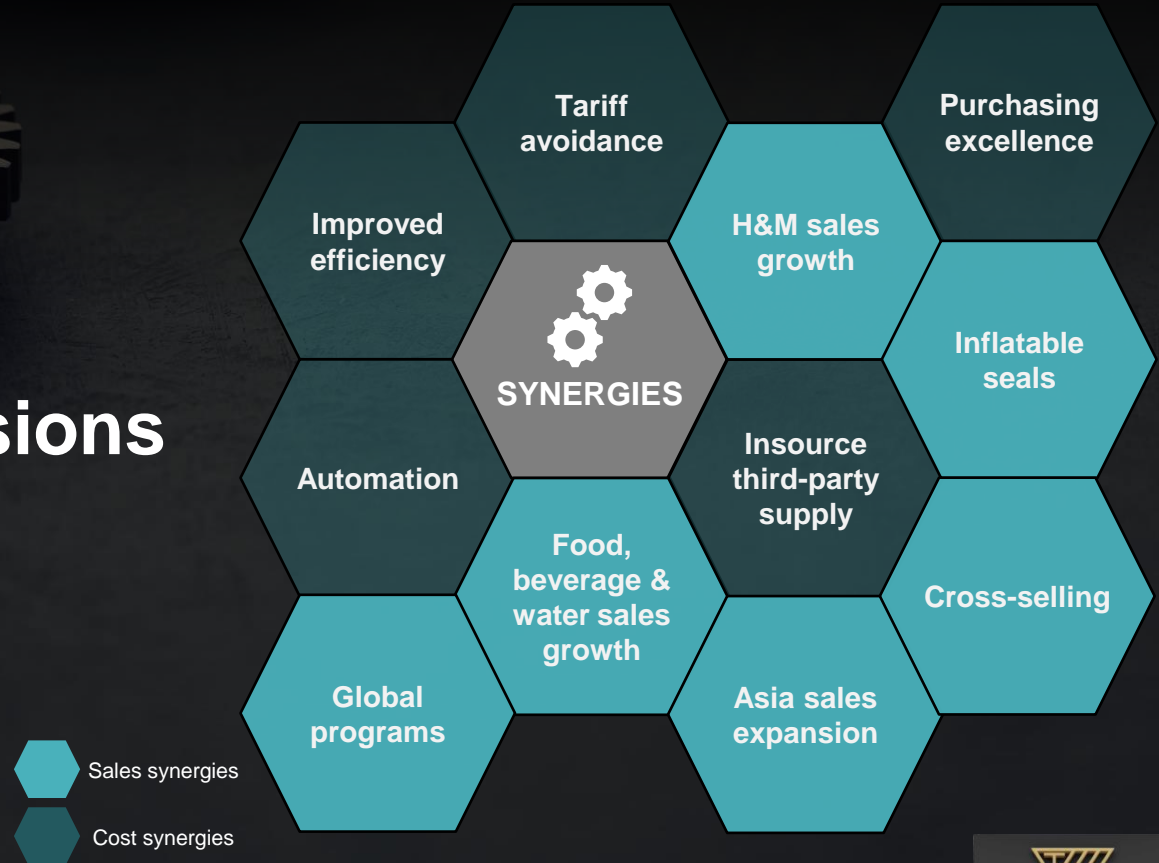 Tariff
avoidance
Purchasing
excellence
Improved
efficiency
H&M sales
growth
SYNERGIES
Inflatable
seals
sions
Automation
Insource
third-party
supply
Food,
beverage &
water sales
growth
Cross-selling
Global
programs
Asia sales
expansion
Sales synergies
Cost synergies